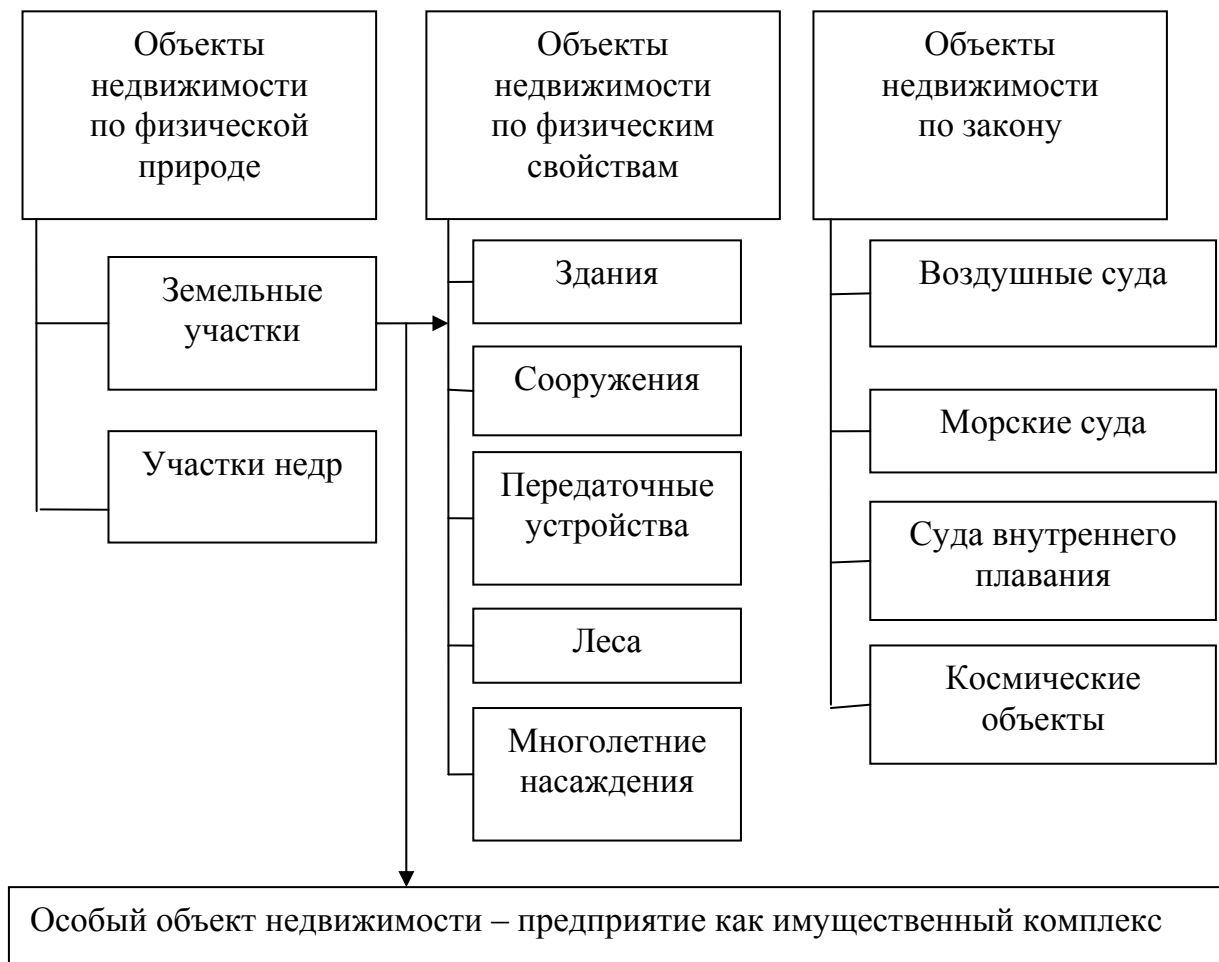 Объекты
недвижимости
по физической
природе
Земельные
участки
Участки недр
Объекты
недвижимости
по физическим
свойствам
Здания
Сооружения
Передаточные
устройства
Леса
Многолетние
насаждения
Объекты
недвижимости
по закону
Воздушные суда
Морские суда
Суда внутреннего
плавания
Космические
объекты
Особый объект недвижимости – предприятие как имущественный комплекс